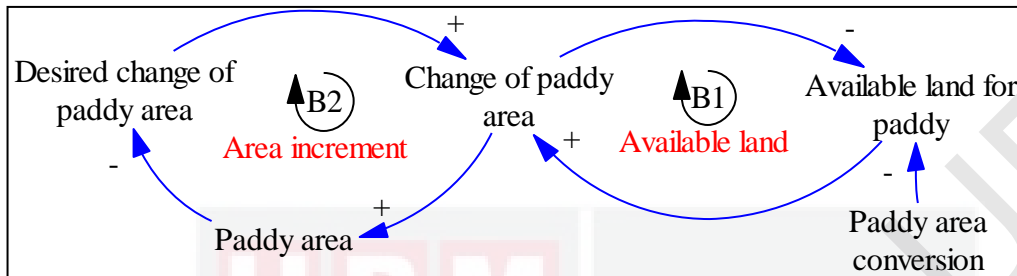 +
-
Desired change of
paddy area
B2
Area increment
Change of paddy
area
B1
Available land
Available land for
paddy
-
+
+
-
Paddy area
Paddy area
conversion
UPM